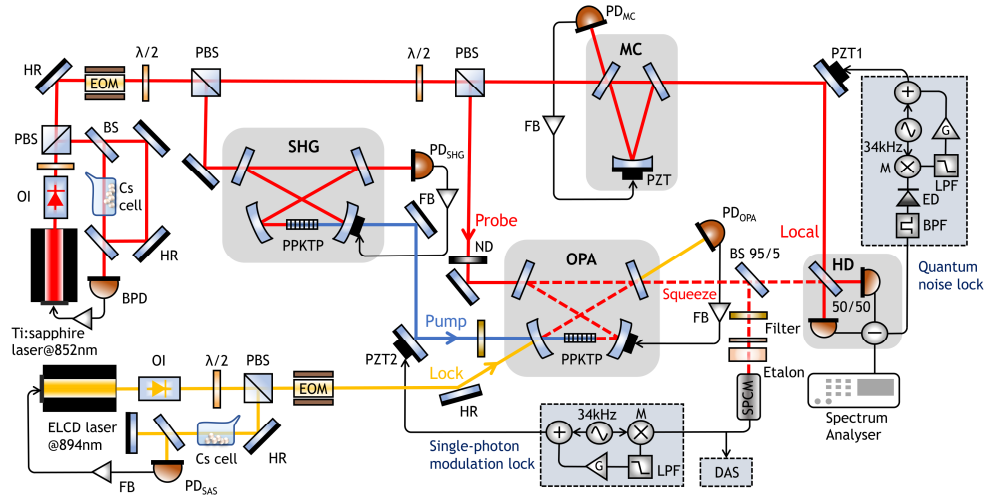 PD_MC
λ/2
PBS
λ/2
PBS
MC
PZT1
HR
EOM
+
FB
34kHz
G
PBS
BS
SHG
PD_SHG
M
LPF
ED
OI
Cs
cell
FB
PZT
BPF
PPKTP
Probe
PD_OPA
Local
HR
ND
OPA
BS 95/5
HD
Quantum
noise lock
BPD
Squeeze
50/50
Ti:sapphire
laser@852nm
Pump
FB
Filter
−
PZT2
PPKTP
Etalon
OI
λ/2
PBS
Lock
EOM
HR
SPCM
Spectrum
Analyser
ELCD laser
@894nm
34kHz
M
+
Single-photon
modulation lock
Cs cell
HR
G
LPF
DAS
FB
PD_SAS